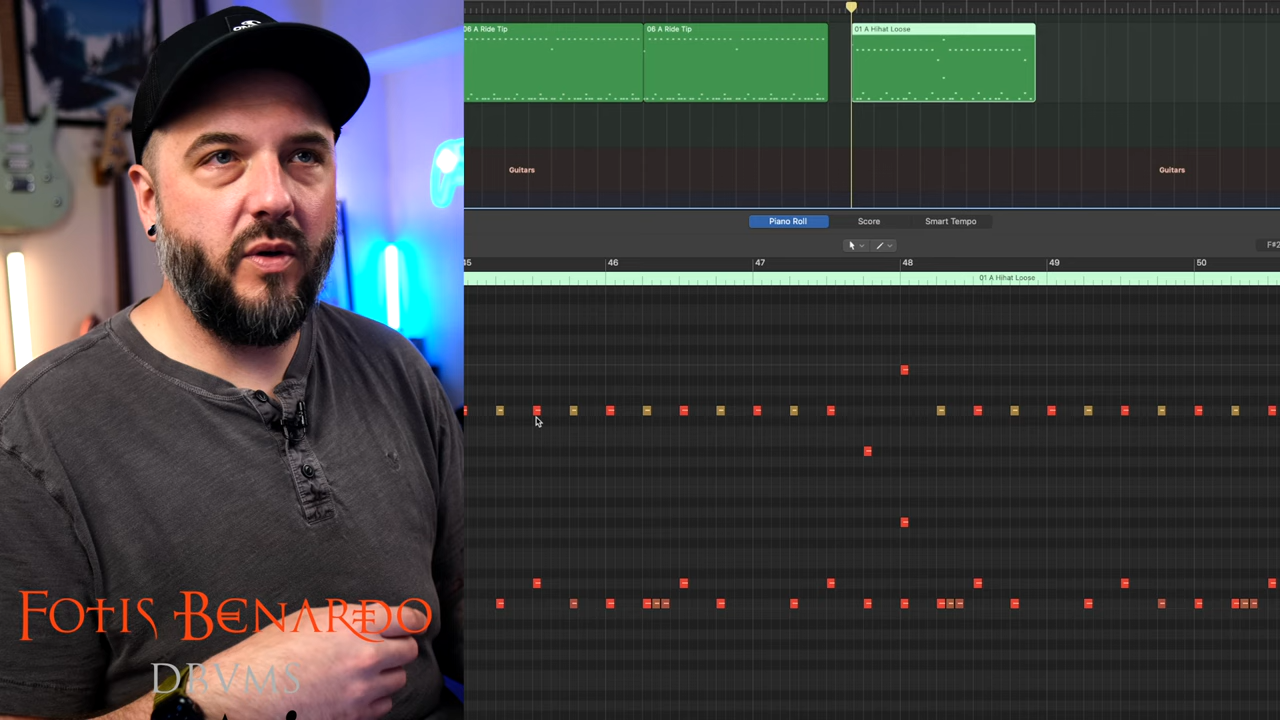 06 A Ride Tip
06 A Ride Tip
01 A Hihat Loose
Guitars
Guitars
Piano Roll
Score
Smart Tempo
F#2
45
46
47
48
49
50
01 A Hihat Loose
FOTIS BENARDO
DRVMS